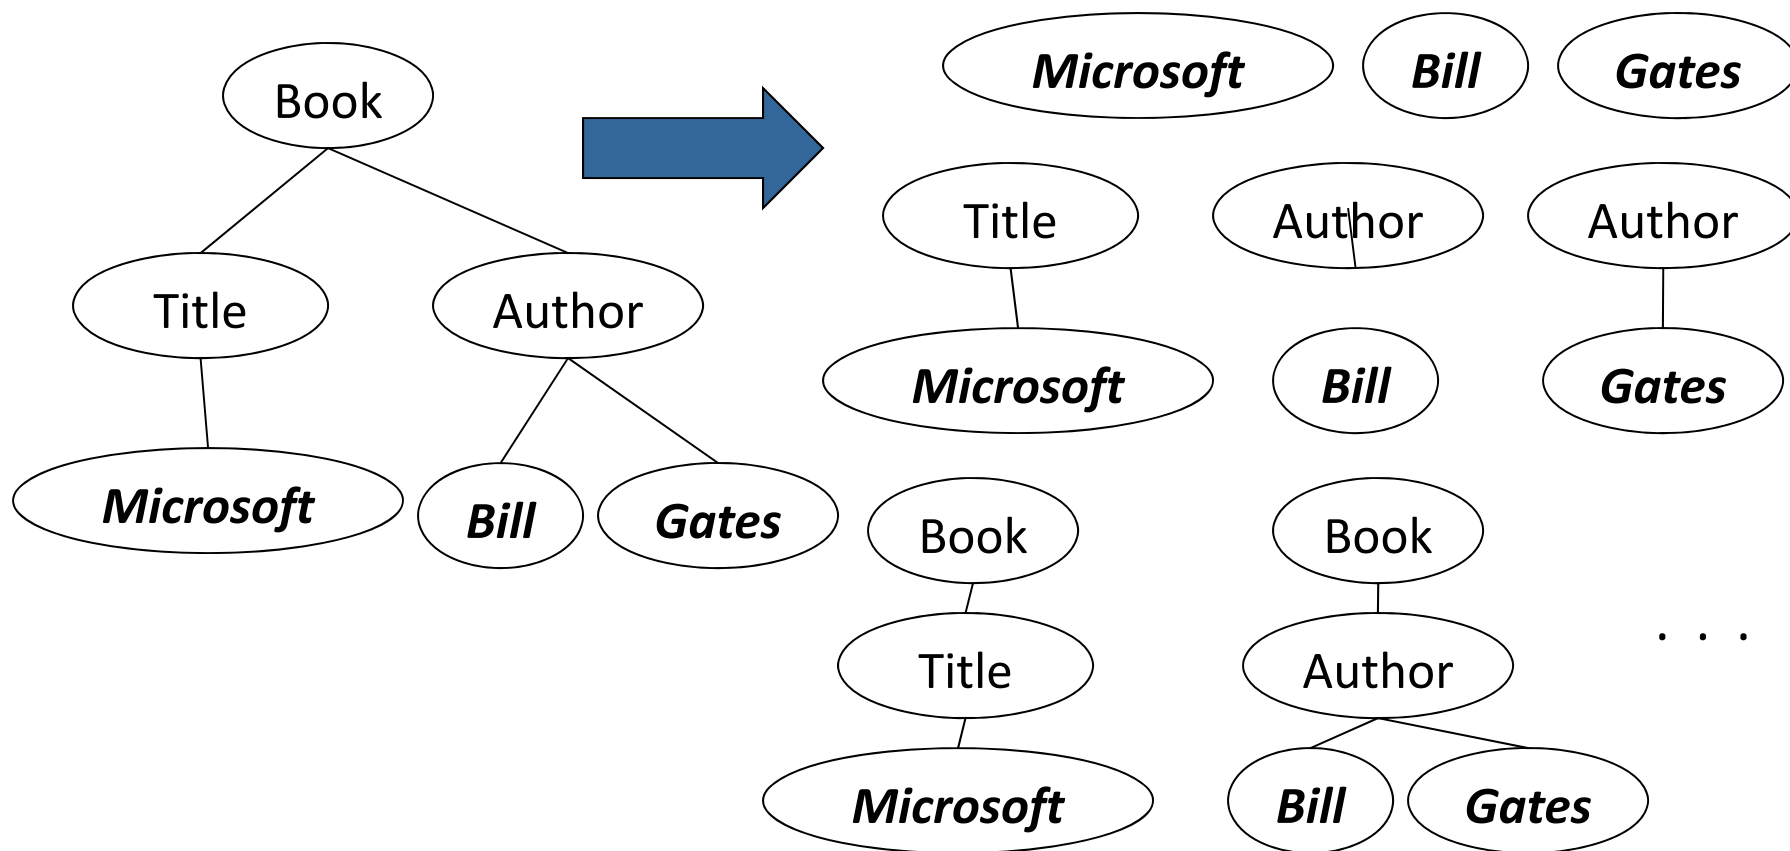 Book
Title
Author
Microsoft
Bill
Gates
Microsoft
Bill
Gates
Title
Author
Author
Microsoft
Bill
Gates
Book
Book
Title
Author
. . .
Microsoft
Bill
Gates